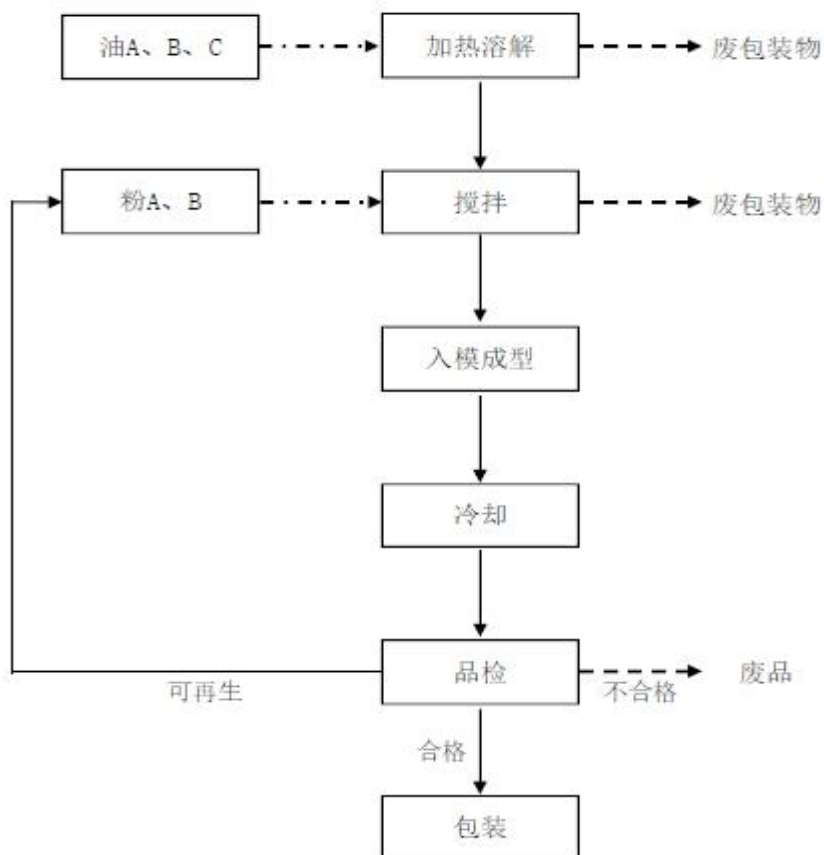 油A、B、C
加热溶解
废包装物
粉A、B
搅拌
废包装物
入模成型
冷却
品检
废品
可再生
不合格
合格
包装